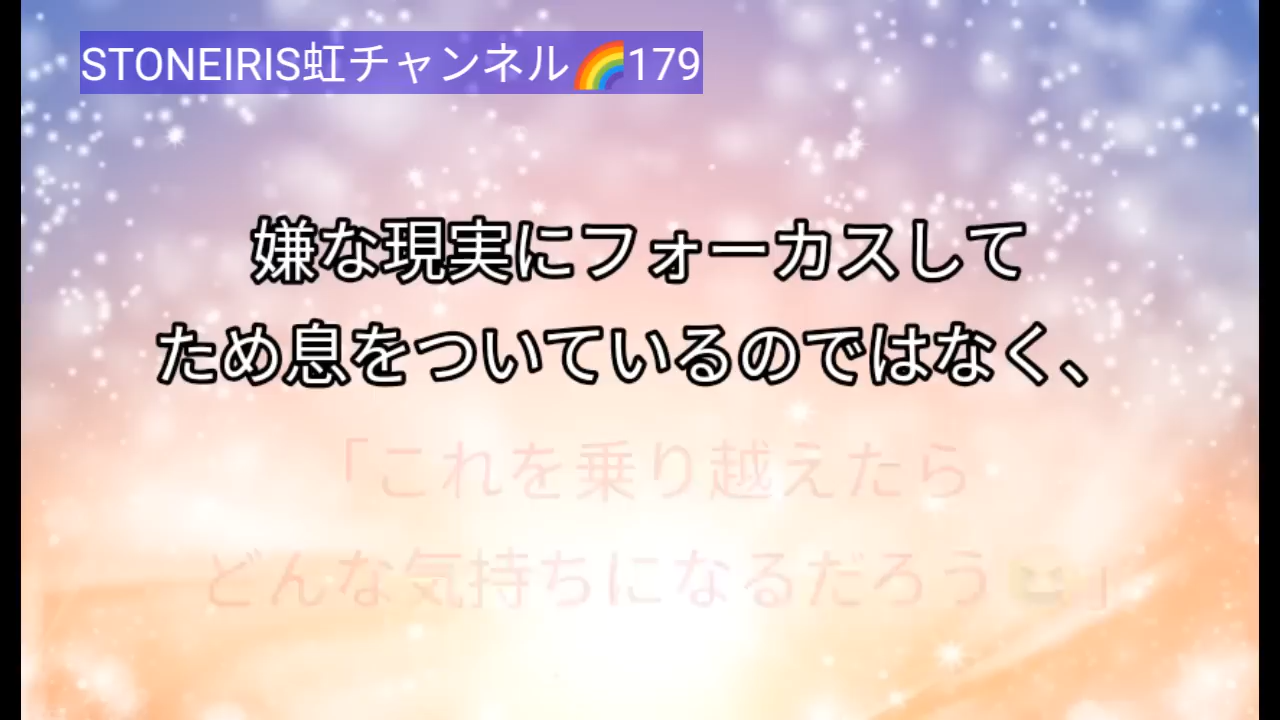 STONEIRIS虹チャンネル🌈179
嫌な現実にフォーカスして
ため息をついているのではなく、
「これを乗り越えたら
どんな気持ちになるだろう😆」